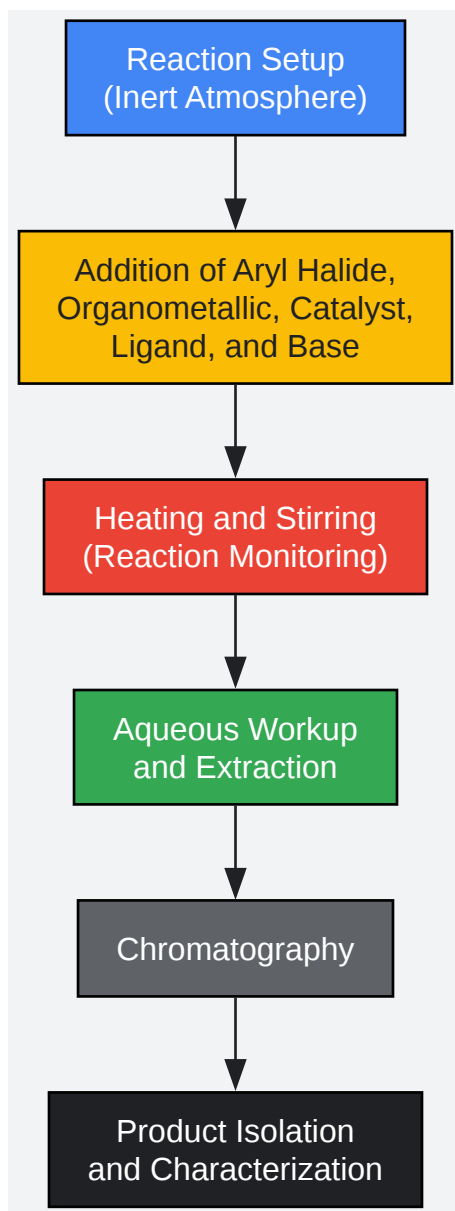 Reaction Setup
(Inert Atmosphere)
Addition of Aryl Halide,
Organometallic, Catalyst,
Ligand, and Base
Heating and Stirring
(Reaction Monitoring)
Aqueous Workup
and Extraction
Chromatography
Product Isolation
and Characterization